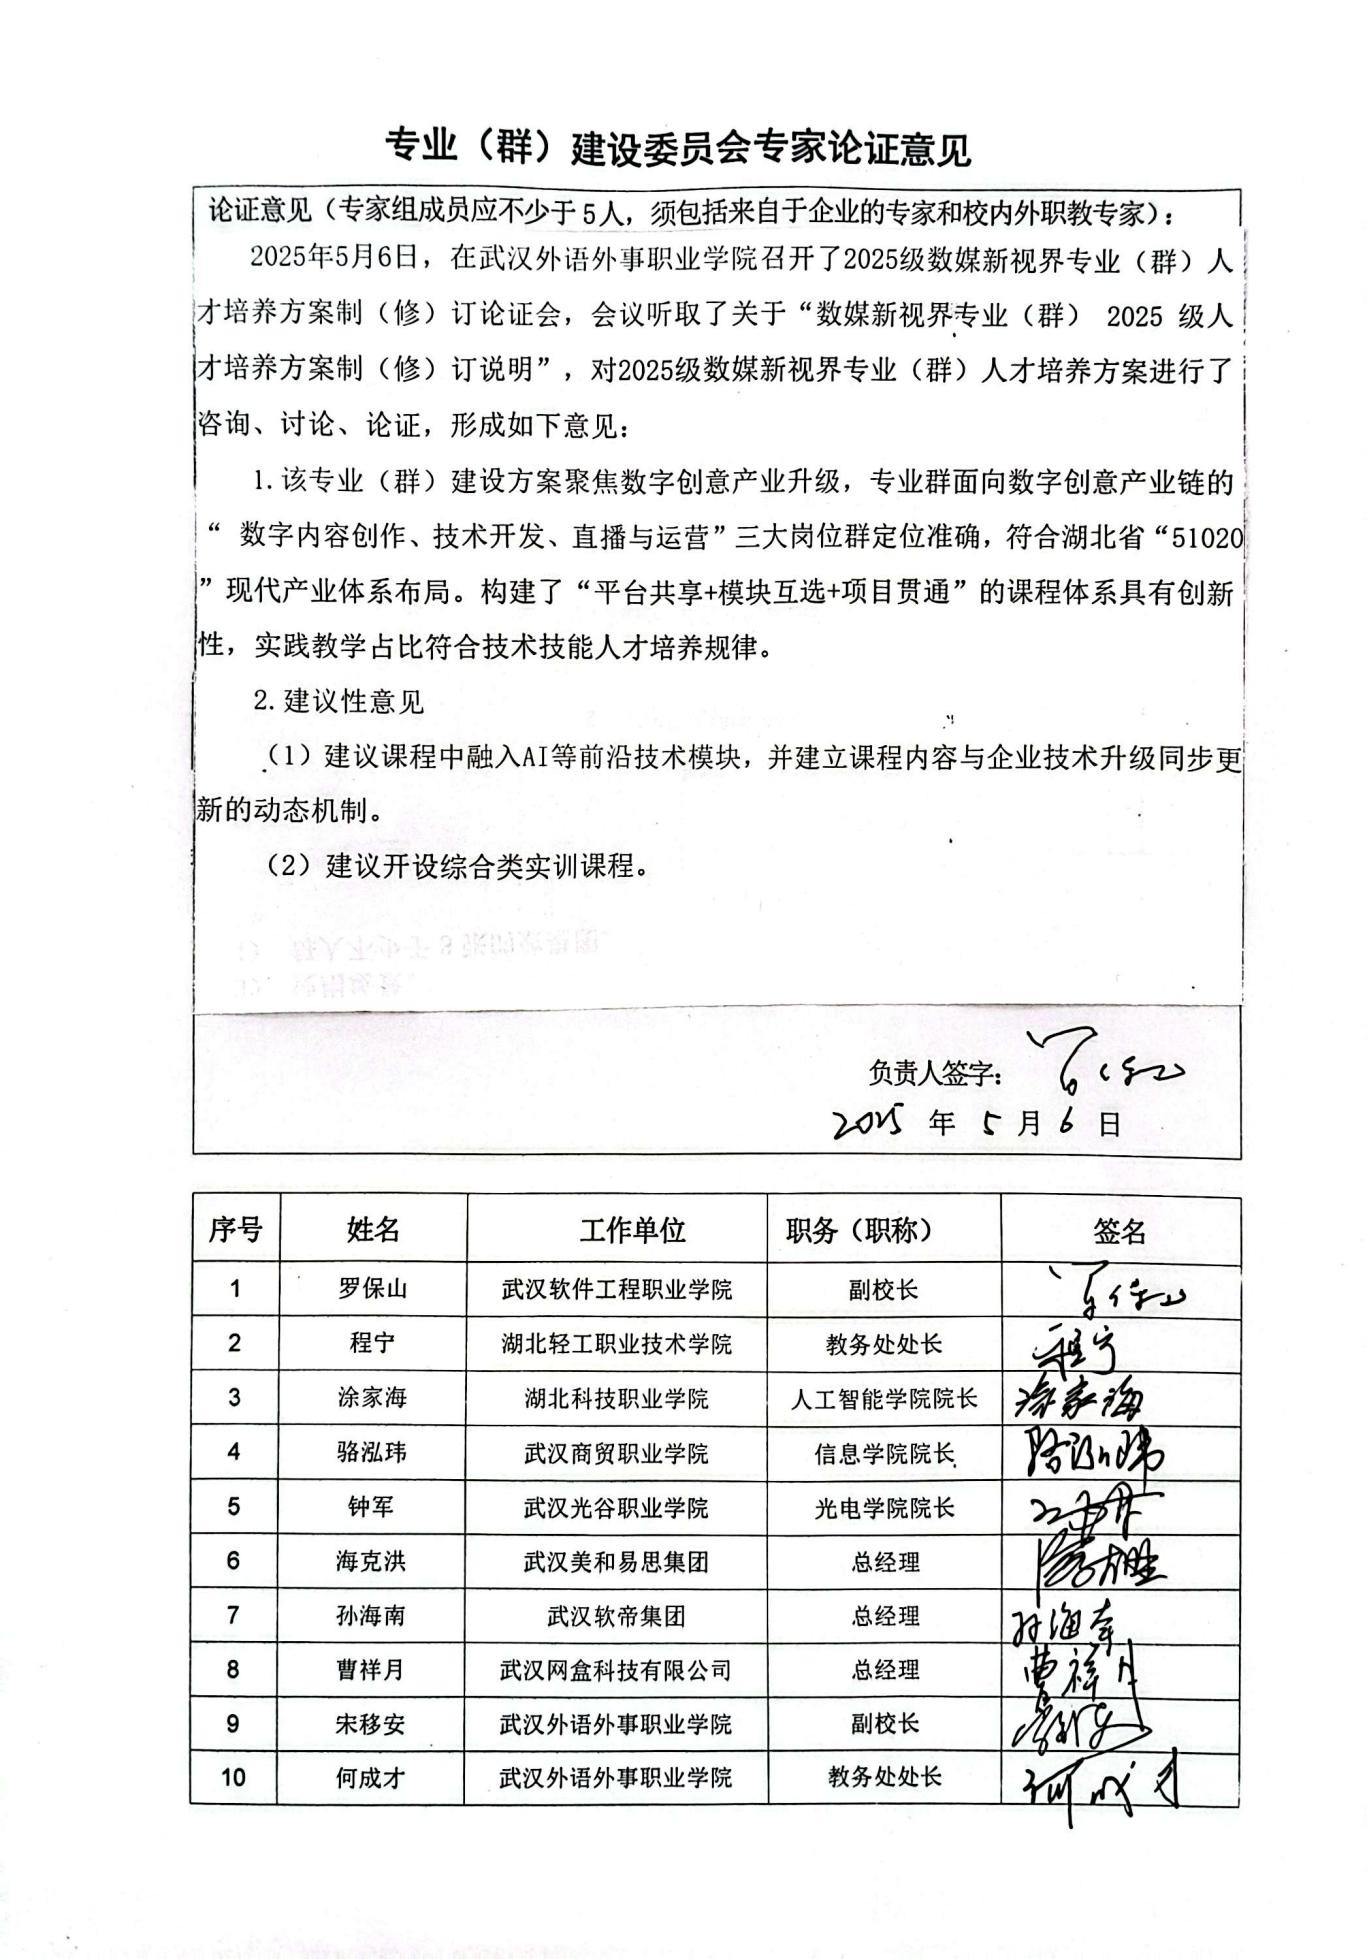 专业（群）建设委员会专家论证意见
论证意见（专家组成员应不少于5人，须包括来自于企业的专家和校内外职教专家）：
2025年5月6日，在武汉外语外事职业学院召开了2025级数媒新视界专业（群）人
才培养方案制（修）订论证会，会议听取了关于“数媒新视界专业（群） 2025 级人
才培养方案制（修）订说明”，对2025级数媒新视界专业（群）人才培养方案进行了
咨询、讨论、论证，形成如下意见：
1.该专业（群）建设方案聚焦数字创意产业升级，专业群面向数字创意产业链的
“ 数字内容创作、技术开发、直播与运营”三大岗位群定位准确，符合湖北省“51020
”现代产业体系布局。构建了“平台共享+模块互选+项目贯通”的课程体系具有创新
性，实践教学占比符合技术技能人才培养规律。
2.建议性意见
（1）建议课程中融入AI等前沿技术模块，并建立课程内容与企业技术升级同步更
新的动态机制。
（2）建议开设综合类实训课程。
负责人签字：
2025 年 5 月 6 日
序号 姓名 工作单位 职务（职称） 签名
1 罗保山 武汉软件工程职业学院 副校长
2 程宁 湖北轻工职业技术学院 教务处处长 程宁
3 涂家海 湖北科技职业学院 人工智能学院院长 涂家海
4 骆泓玮 武汉商贸职业学院 信息学院院长 骆泓玮
5 钟军 武汉光谷职业学院 光电学院院长
6 海克洪 武汉美和易思集团 总经理
7 孙海南 武汉软帝集团 总经理 孙海南
8 曹祥月 武汉网盒科技有限公司 总经理 曹祥月
9 宋移安 武汉外语外事职业学院 副校长
10 何成才 武汉外语外事职业学院 教务处处长 何成才